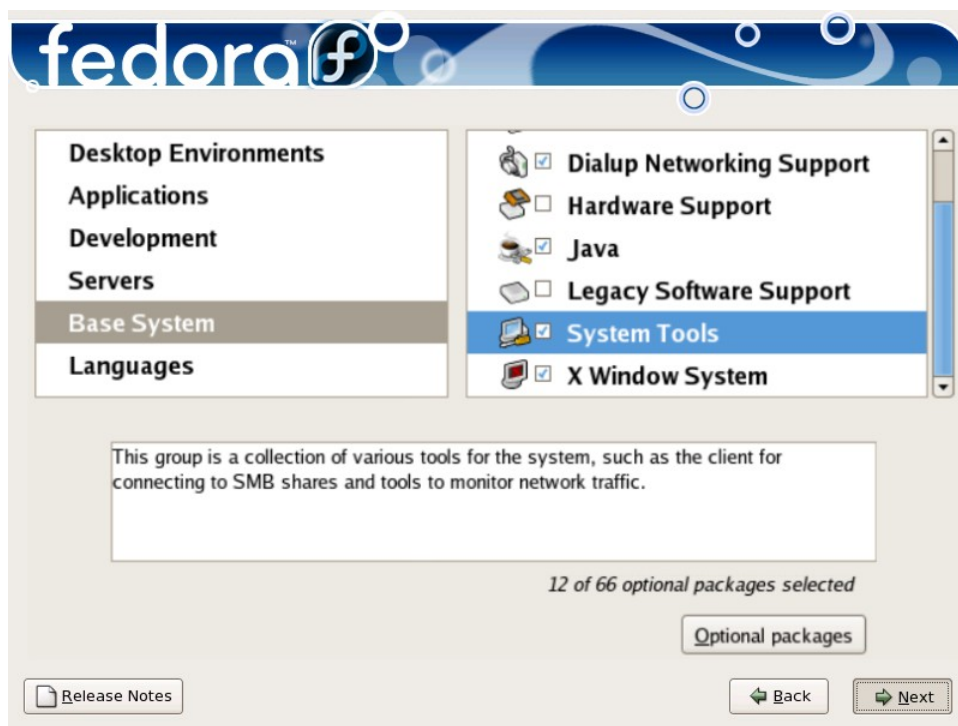 fedora™
Desktop Environments
Applications
Development
Servers
Base System
Languages
Dialup Networking Support
Hardware Support
Java
Legacy Software Support
System Tools
X Window System
This group is a collection of various tools for the system, such as the client for
connecting to SMB shares and tools to monitor network traffic.
12 of 66 optional packages selected
Optional packages
Release Notes
Back
Next